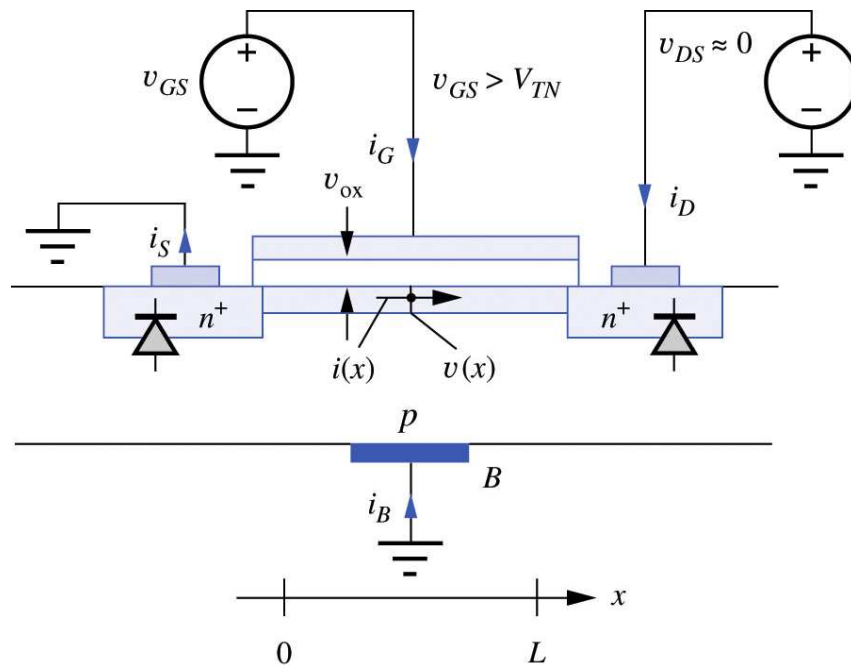 +
v_GS
−
v_GS > V_TN
v_DS ≈ 0
+
−
i_G
v_ox
i_S
i_D
n⁺
n⁺
i(x)
v(x)
p
B
i_B
x
0
L